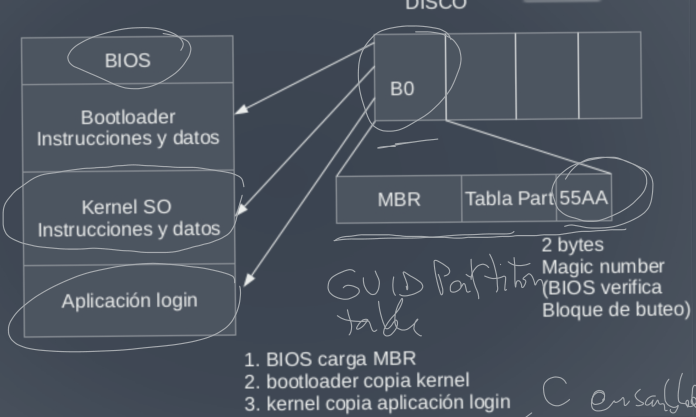 DISCO
BIOS
B0
Bootloader
Instrucciones y datos
Kernel SO
Instrucciones y datos
MBR
Tabla Part
55AA
2 bytes
Magic number
(BIOS verifica
Bloque de buteo)
GUID Partition
table
Aplicación login
1. BIOS carga MBR
2. bootloader copia kernel
3. kernel copia aplicación login
C